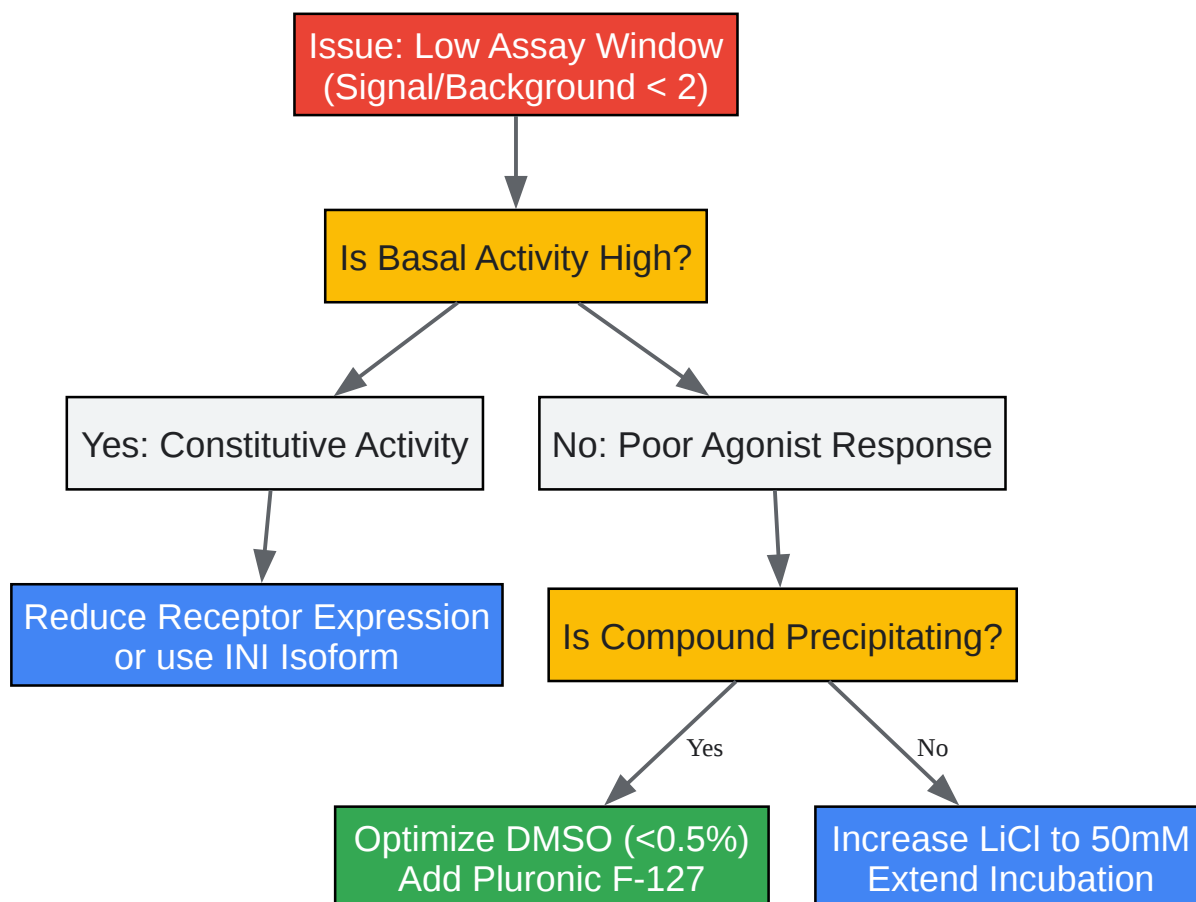 Issue: Low Assay Window
(Signal/Background < 2)
Is Basal Activity High?
Yes: Constitutive Activity
No: Poor Agonist Response
Reduce Receptor Expression
or use INI Isoform
Is Compound Precipitating?
Yes
No
Optimize DMSO (<0.5%)
Add Pluronic F-127
Increase LiCl to 50mM
Extend Incubation